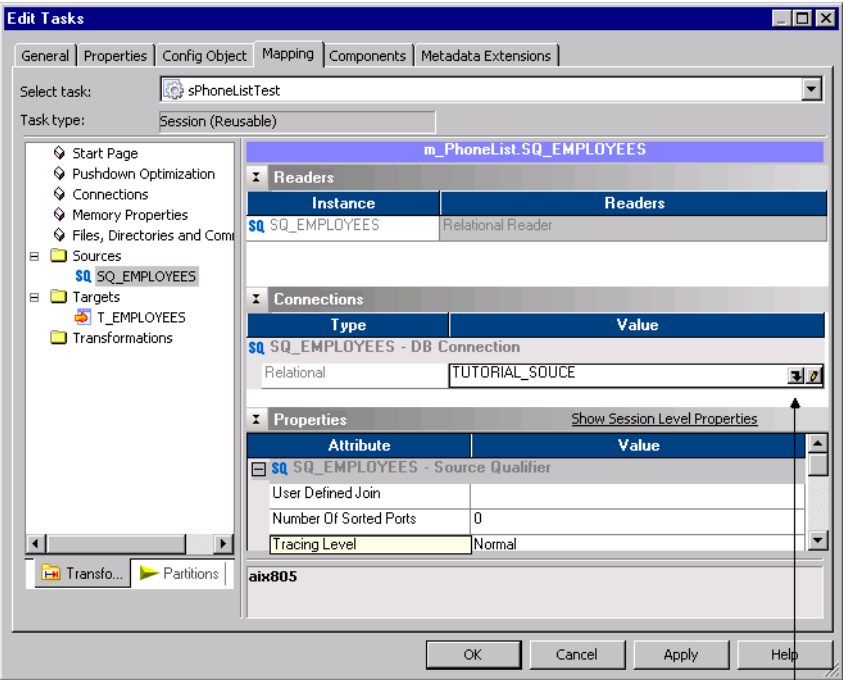 Edit Tasks
General Properties Config Object Mapping Components Metadata Extensions
Select task: sPhoneListTest
Task type: Session (Reusable)
Start Page
Pushdown Optimization
Connections
Memory Properties
Files, Directories and Com
Sources
SQ SQ_EMPLOYEES
Targets
T_EMPLOYEES
Transformations
Transfo... Partitions
m_PhoneList.SQ_EMPLOYEES
Readers
Instance Readers
SQ SQ_EMPLOYEES Relational Reader
Connections
Type Value
SQ SQ_EMPLOYEES - DB Connection
Relational TUTORIAL_SOUCE
Properties Show Session Level Properties
Attribute Value
SQ SQ_EMPLOYEES - Source Qualifier
User Defined Join
Number Of Sorted Ports 0
Tracing Level Normal
aix805
OK Cancel Apply Help